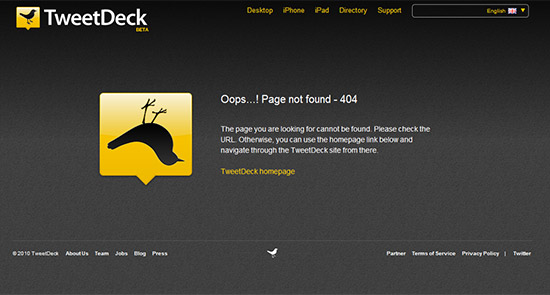 TweetDeck
BETA
Desktop iPhone iPad Directory Support English
Oops...! Page not found - 404
The page you are looking for cannot be found. Please check the
URL. Otherwise, you can use the homepage link below and
navigate through the TweetDeck site from there.
TweetDeck homepage
© 2010 TweetDeck About Us Team Jobs Blog Press Partner Terms of Service Privacy Policy | Twitter